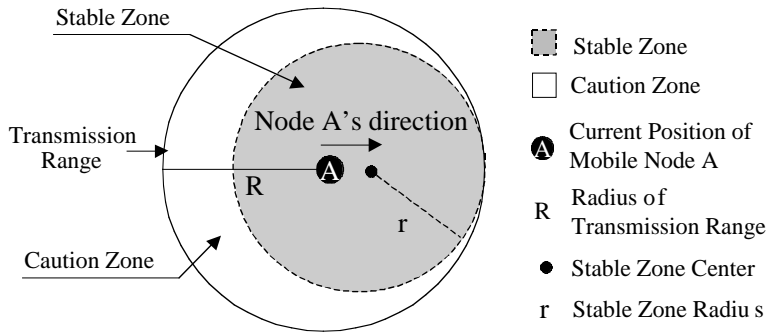 Stable Zone
Node A's direction
Transmission
Range
A
R
r
Caution Zone
Stable Zone
Caution Zone
A
Current Position of
Mobile Node A
R
Radius of
Transmission Range
Stable Zone Center
r
Stable Zone Radius